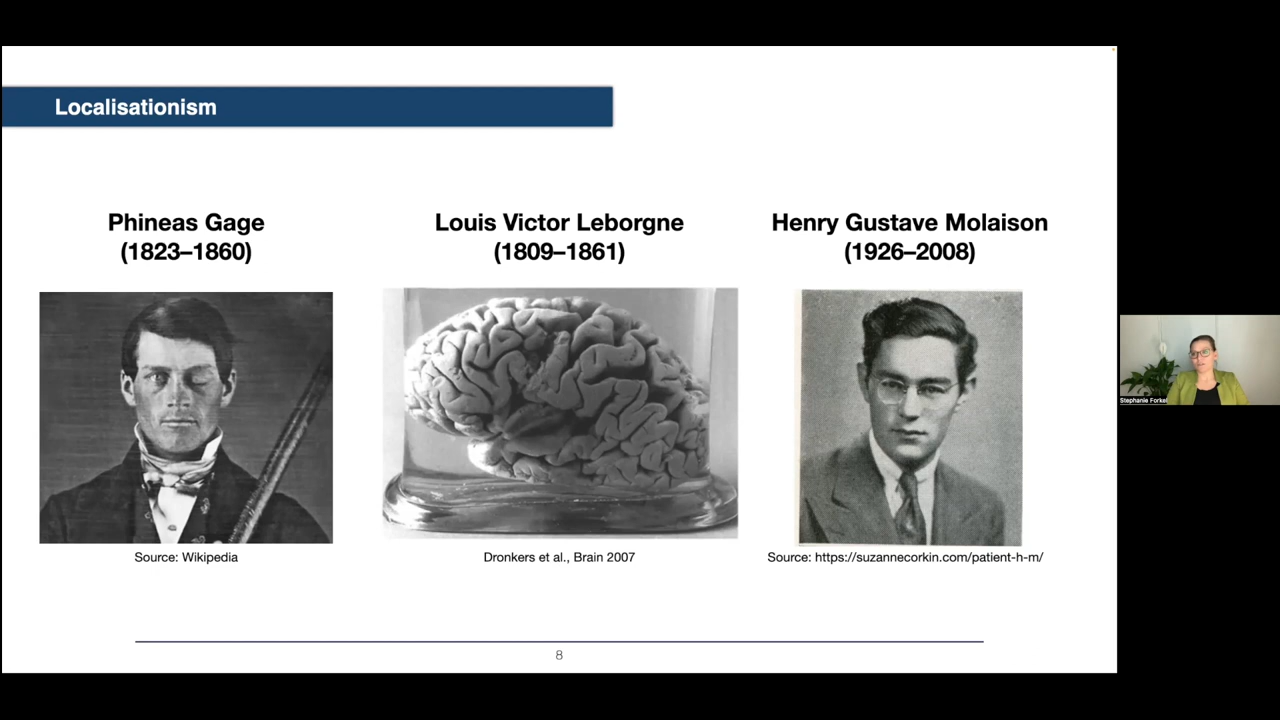 Localisationism
Phineas Gage
(1823–1860)
Louis Victor Leborgne
(1809–1861)
Henry Gustave Molaison
(1926–2008)
Source: Wikipedia
Dronkers et al., Brain 2007
Source: https://suzannecorkin.com/patient-h-m/
Stephanie Forkel
8